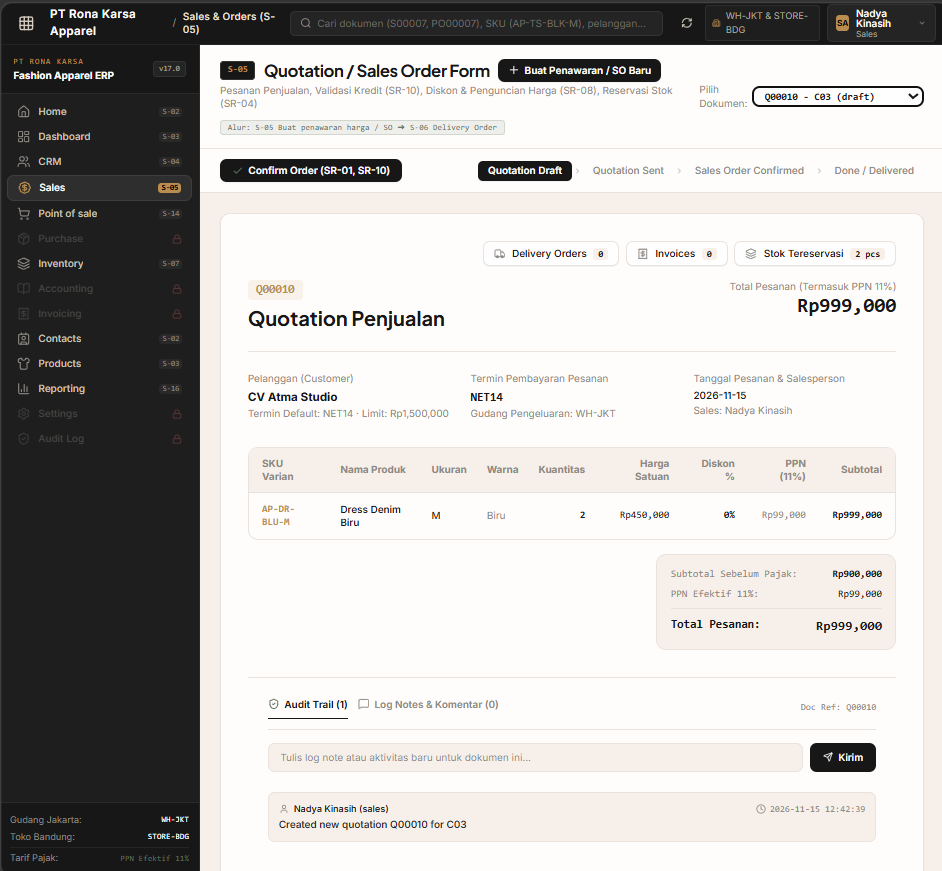 PT Rona Karsa
Apparel
/
Sales & Orders (S-
05)
Cari dokumen (S00007, PO00007), SKU (AP-TS-BLK-M), pelanggan...
WH-JKT & STORE-
BDG
SA
Nadya
Kinasih
Sales
PT RONA KARSA
Fashion Apparel ERP
v17.0
Home S-02
Dashboard S-03
CRM S-04
Sales S-05
Point of sale S-14
Purchase
Inventory S-07
Accounting
Invoicing
Contacts S-02
Products S-03
Reporting S-16
Settings
Audit Log
Gudang Jakarta: WH-JKT
Toko Bandung: STORE-BDG
Tarif Pajak: PPN Efektif 11%
S-05 Quotation / Sales Order Form + Buat Penawaran / SO Baru
Pesanan Penjualan, Validasi Kredit (SR-10), Diskon & Penguncian Harga (SR-08), Reservasi Stok
(SR-04)
Alur: S-05 Buat penawaran harga / SO ➔ S-06 Delivery Order
Pilih
Dokumen:
Q00010 - C03 (draft)
Confirm Order (SR-01, SR-10)
Quotation Draft › Quotation Sent › Sales Order Confirmed › Done / Delivered
Delivery Orders 0 Invoices 0 Stok Tereservasi 2 pcs
Q00010
Quotation Penjualan
Total Pesanan (Termasuk PPN 11%)
Rp999,000
Pelanggan (Customer)
CV Atma Studio
Termin Default: NET14 · Limit: Rp1,500,000
Termin Pembayaran Pesanan
NET14
Gudang Pengeluaran: WH-JKT
Tanggal Pesanan & Salesperson
2026-11-15
Sales: Nadya Kinasih
SKU
Varian
Nama Produk
Ukuran
Warna
Kuantitas
Harga
Satuan
Diskon
%
PPN
(11%)
Subtotal
AP-DR-
BLU-M
Dress Denim
Biru
M
Biru
2
Rp450,000
0%
Rp99,000
Rp999,000
Subtotal Sebelum Pajak: Rp900,000
PPN Efektif 11%: Rp99,000
Total Pesanan: Rp999,000
Audit Trail (1) Log Notes & Komentar (0) Doc Ref: Q00010
Tulis log note atau aktivitas baru untuk dokumen ini...
Kirim
Nadya Kinasih (sales) 2026-11-15 12:42:39
Created new quotation Q00010 for C03